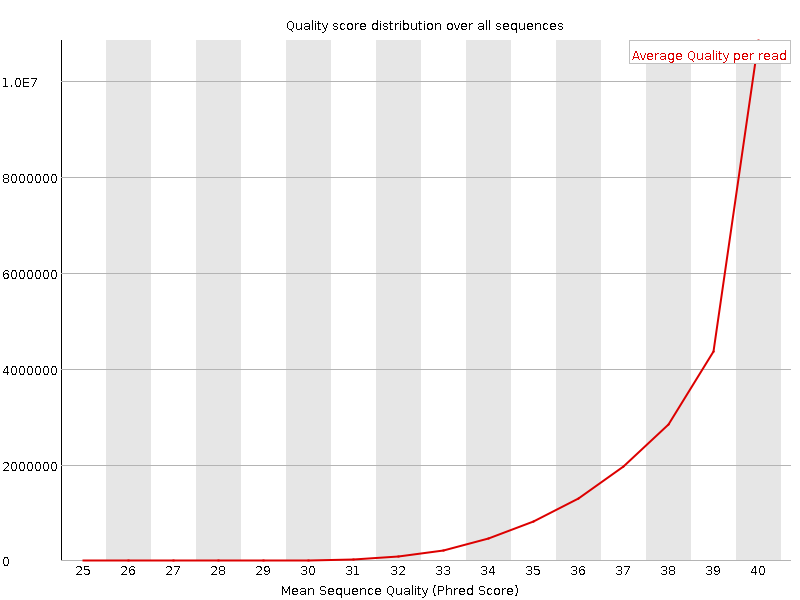 Quality score distribution over all sequences
Average Quality per read
1.0E7
8000000
6000000
4000000
2000000
0
25 26 27 28 29 30 31 32 33 34 35 36 37 38 39 40
Mean Sequence Quality (Phred Score)